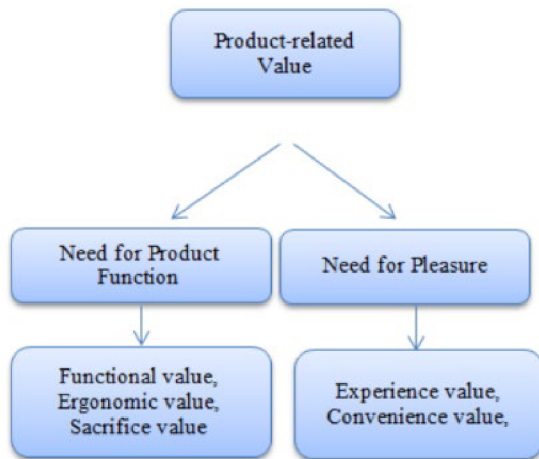 Product-related
Value
Need for Product
Function
Need for Pleasure
Functional value,
Ergonomic value,
Sacrifice value
Experience value,
Convenience value,